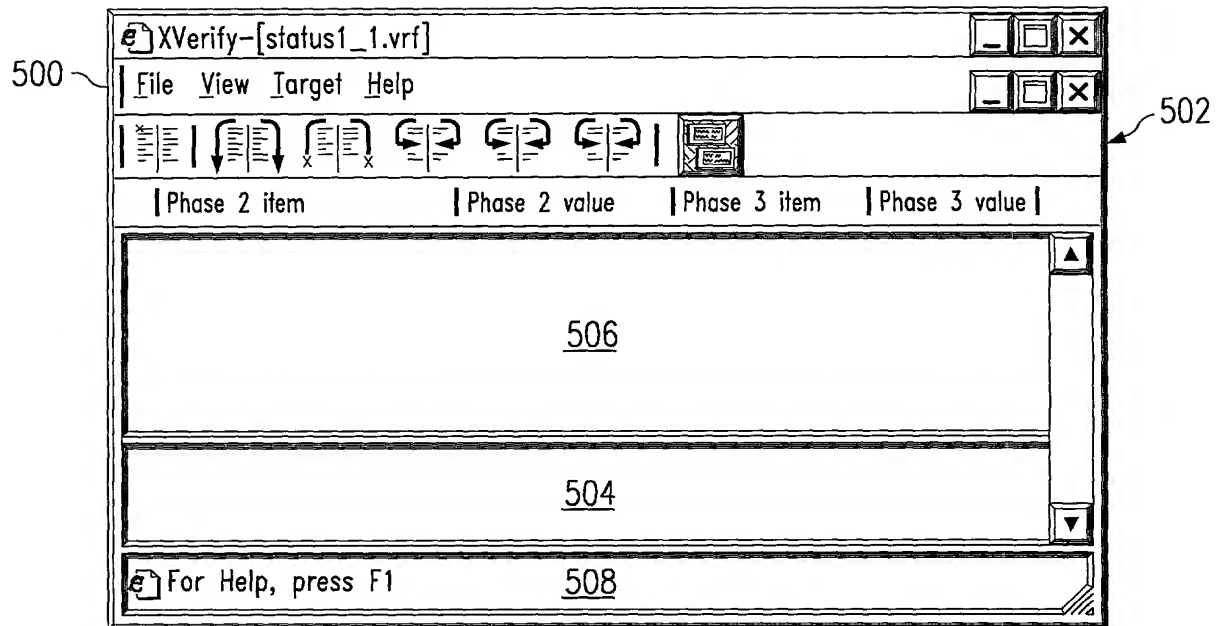 XVerify-[status1_1.vrf]
500
File View Target Help
502
Phase 2 item Phase 2 value Phase 3 item Phase 3 value
506
504
For Help, press F1 508